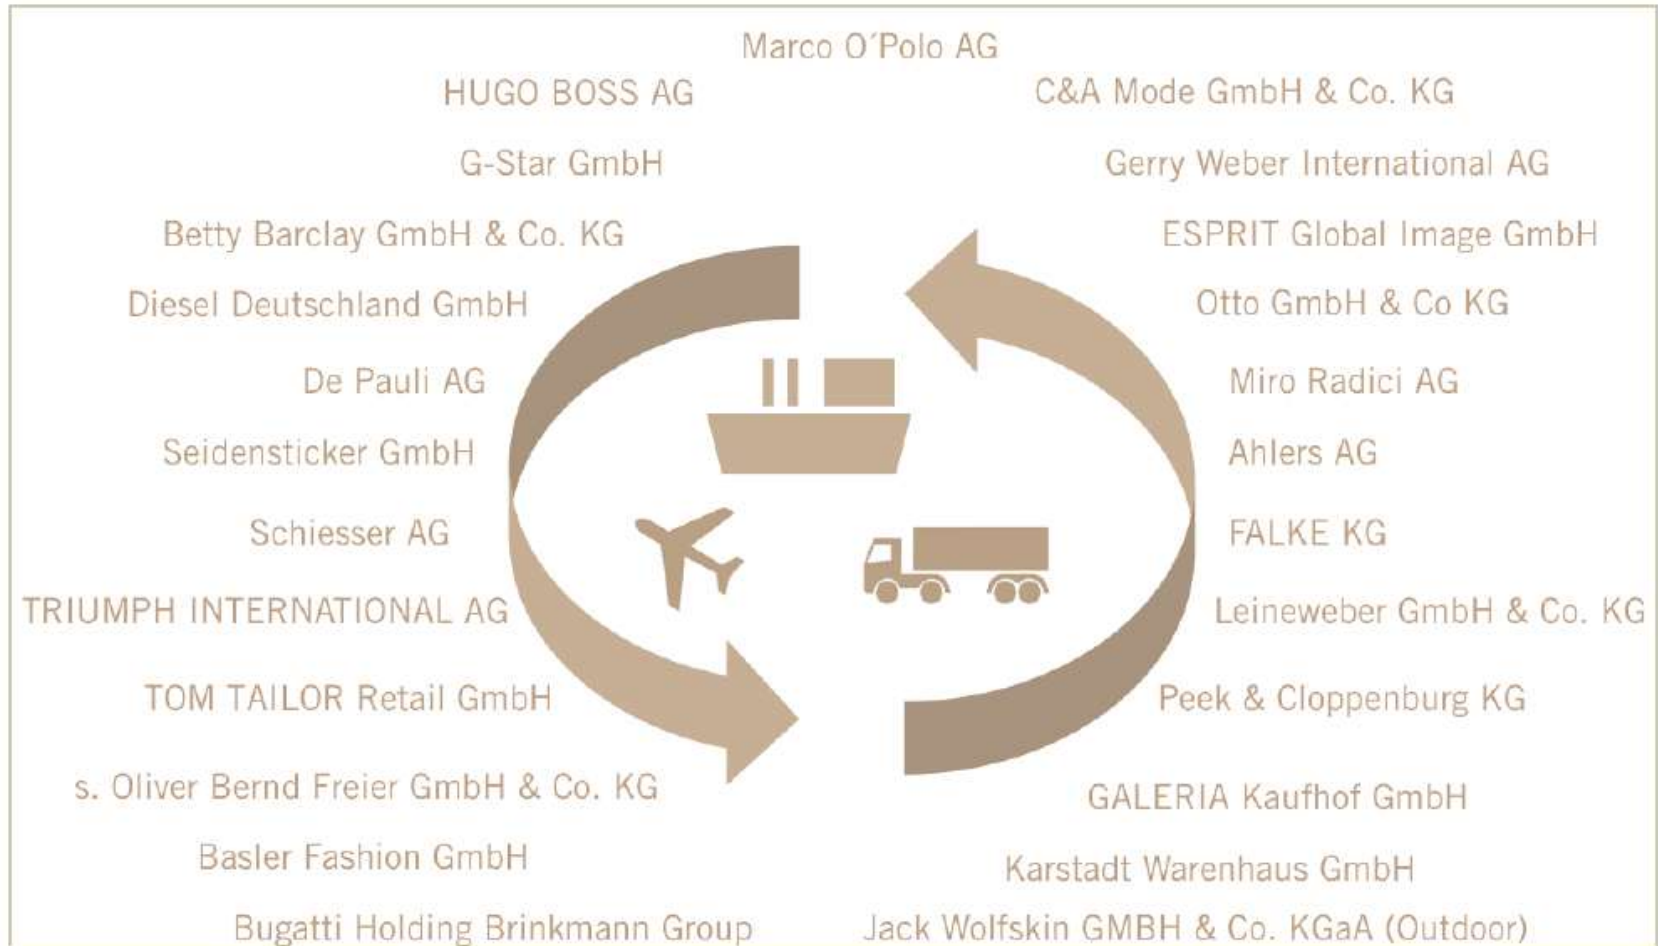 Marco O´Polo AG
HUGO BOSS AG
C&A Mode GmbH & Co. KG
G-Star GmbH
Gerry Weber International AG
Betty Barclay GmbH & Co. KG
ESPRIT Global Image GmbH
Diesel Deutschland GmbH
Otto GmbH & Co KG
De Pauli AG
Miro Radici AG
Seidensticker GmbH
Ahlers AG
Schiesser AG
FALKE KG
TRIUMPH INTERNATIONAL AG
Leineweber GmbH & Co. KG
TOM TAILOR Retail GmbH
Peek & Cloppenburg KG
s. Oliver Bernd Freier GmbH & Co. KG
GALERIA Kaufhof GmbH
Basler Fashion GmbH
Karstadt Warenhaus GmbH
Bugatti Holding Brinkmann Group
Jack Wolfskin GMBH & Co. KGaA (Outdoor)